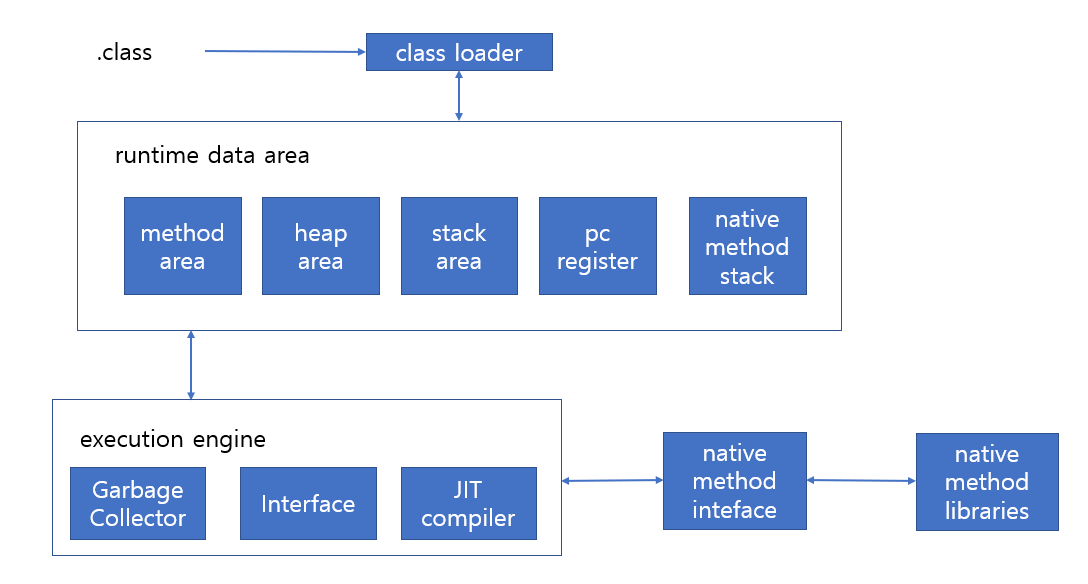 .class
class loader
runtime data area
method
area
heap
area
stack
area
pc
register
native
method
stack
execution engine
Garbage
Collector
Interface
JIT
compiler
native
method
inteface
native
method
libraries